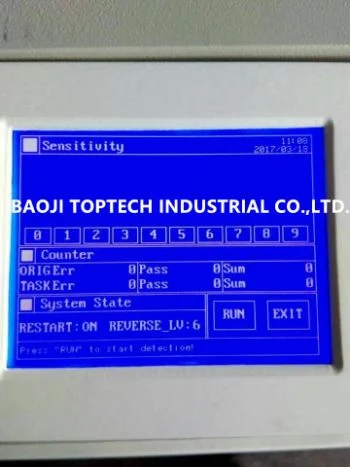 Sensitivity
11:08
2017/03/18
BAOJI TOPTECH INDUSTRIAL CO.,LTD.
0 1 2 3 4 5 6 7 8 9
Counter
ORIGErr 0 Pass 0 Sum 0
TASKErr 0 Pass 0 Sum 0
System State
RESTART:ON REVERSE_LV:6
RUN EXIT
Press "RUN" to start detection!